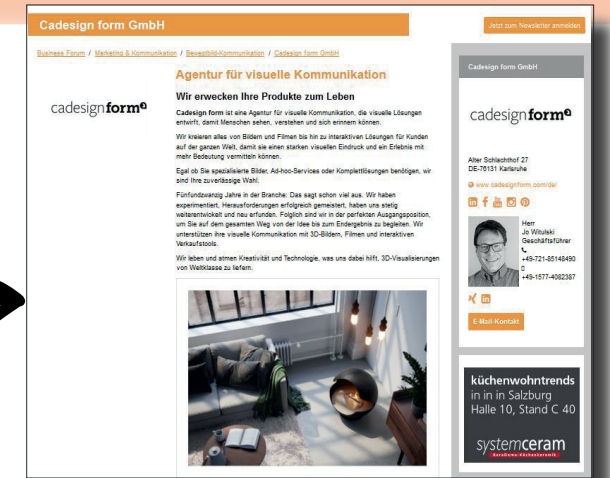 Cadesign form GmbH
Jetzt zum Newsletter anmelden
Business Forum / Marketing & Kommunikation / Bewegtbild-Kommunikation / Cadesign form GmbH
cadesignform
Agentur für visuelle Kommunikation
Wir erwecken Ihre Produkte zum Leben
Cadesign form ist eine Agentur für visuelle Kommunikation, die visuelle Lösungen
entwirft, damit Menschen sehen, verstehen und sich erinnern können.
Wir kreieren alles von Bildern und Filmen bis hin zu interaktiven Lösungen für Kunden
auf der ganzen Welt, damit sie einen starken visuellen Eindruck und ein Erlebnis mit
mehr Bedeutung vermitteln können.
Egal ob Sie spezialisierte Bilder, Ad-hoc-Services oder Komplettlösungen benötigen, wir
sind Ihre zuverlässige Wahl.
Fünfundzwanzig Jahre in der Branche: Das sagt schon viel aus. Wir haben
experimentiert, Herausforderungen erfolgreich gemeistert, haben uns stetig
weiterentwickelt und neu erfunden. Folglich sind wir in der perfekten Ausgangsposition,
um Sie auf dem gesamten Weg von der Idee bis zum Endergebnis zu begleiten. Wir
unterstützen ihre visuelle Kommunikation mit 3D-Bildern, Filmen und interaktiven
Verkaufstools.
Wir leben und atmen Kreativität und Technologie, was uns dabei hilft, 3D-Visualisierungen
von Weltklasse zu liefern.
Cadesign form GmbH
cadesignform
Alter Schlachthof 27
DE-76131 Karlsruhe
www.cadesignform.com/de/
Herr
Jo Witulski
Geschäftsführer
+49-721-85148490
+49-1577-4082387
E-Mail-Kontakt
küchenwohntrends
in in in Salzburg
Halle 10, Stand C 40
systemceram
KeraDomo-Küchenkeramik